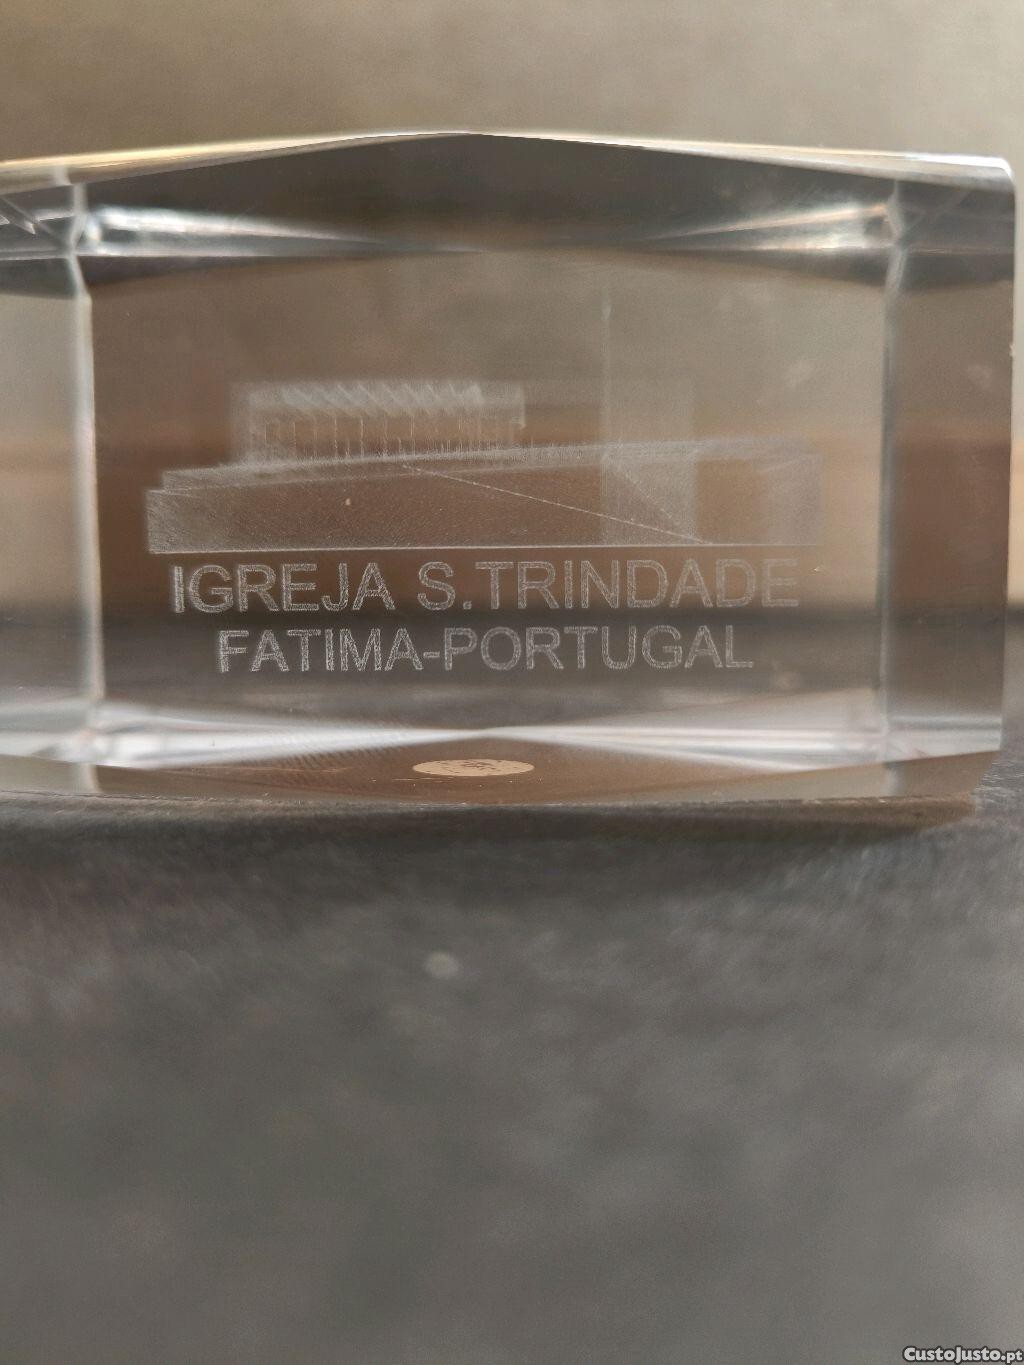 IGREJA S.TRINDADE
FATIMA-PORTUGAL
CustoJusto.pt